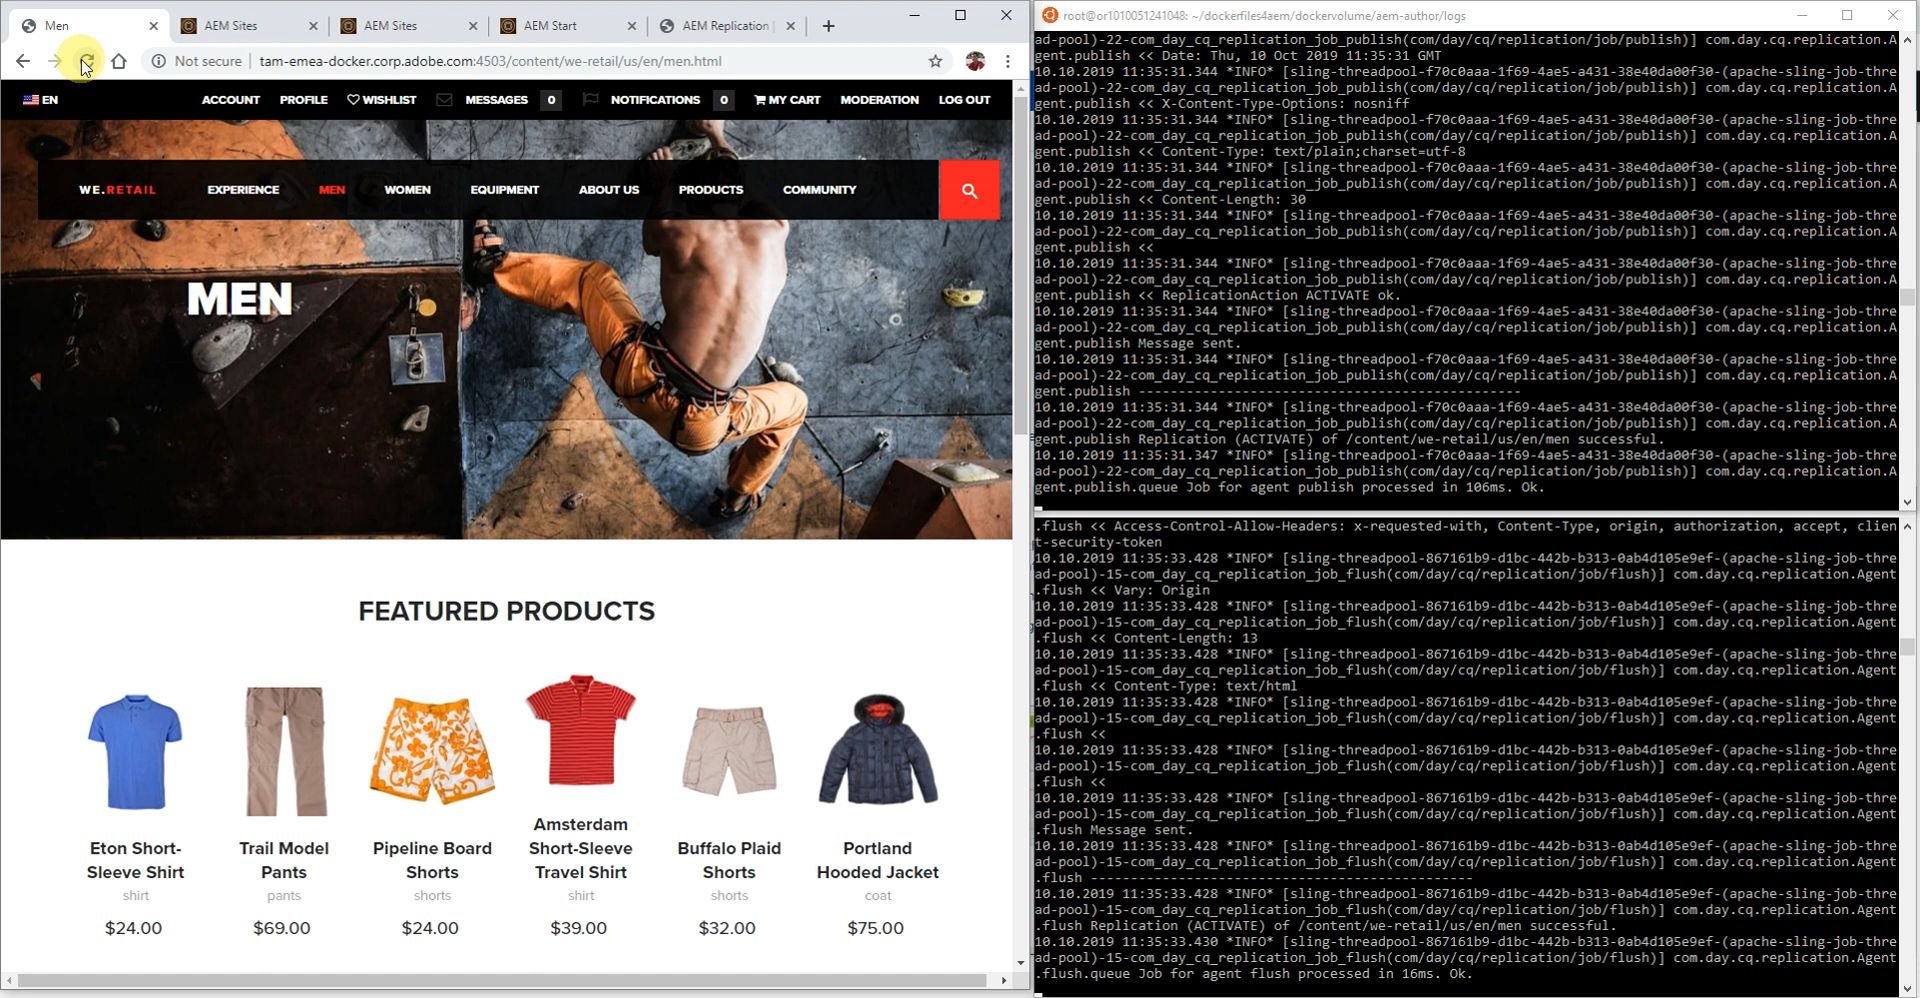 Men
AEM Sites
AEM Sites
AEM Start
AEM Replication
Not secure
tam-emea-docker.corp.adobe.com:4503/content/we-retail/us/en/men.html
EN
ACCOUNT PROFILE WISHLIST MESSAGES 0 NOTIFICATIONS 0 MY CART MODERATION LOG OUT
WE.RETAIL EXPERIENCE MEN WOMEN EQUIPMENT ABOUT US PRODUCTS COMMUNITY
MEN
FEATURED PRODUCTS
Eton Short-
Sleeve Shirt
shirt
$24.00
Trail Model
Pants
pants
$69.00
Pipeline Board
Shorts
shorts
$24.00
Amsterdam
Short-Sleeve
Travel Shirt
shirt
$39.00
Buffalo Plaid
Shorts
shorts
$32.00
Portland
Hooded Jacket
coat
$75.00
root@or1010051241048: ~/dockerfiles4aem/dockervolume/aem-author/logs
ad-pool)-22-com_day_cq_replication_job_publish(com/day/cq/replication/job/publish)] com.day.cq.replication.A
gent.publish << Date: Thu, 10 Oct 2019 11:35:31 GMT
10.10.2019 11:35:31.344 *INFO* [sling-threadpool-f70c0aaa-1f69-4ae5-a431-38e40da00f30-(apache-sling-job-thre
ad-pool)-22-com_day_cq_replication_job_publish(com/day/cq/replication/job/publish)] com.day.cq.replication.A
gent.publish << X-Content-Type-Options: nosniff
10.10.2019 11:35:31.344 *INFO* [sling-threadpool-f70c0aaa-1f69-4ae5-a431-38e40da00f30-(apache-sling-job-thre
ad-pool)-22-com_day_cq_replication_job_publish(com/day/cq/replication/job/publish)] com.day.cq.replication.A
gent.publish << Content-Type: text/plain;charset=utf-8
10.10.2019 11:35:31.344 *INFO* [sling-threadpool-f70c0aaa-1f69-4ae5-a431-38e40da00f30-(apache-sling-job-thre
ad-pool)-22-com_day_cq_replication_job_publish(com/day/cq/replication/job/publish)] com.day.cq.replication.A
gent.publish << Content-Length: 30
10.10.2019 11:35:31.344 *INFO* [sling-threadpool-f70c0aaa-1f69-4ae5-a431-38e40da00f30-(apache-sling-job-thre
ad-pool)-22-com_day_cq_replication_job_publish(com/day/cq/replication/job/publish)] com.day.cq.replication.A
gent.publish <<
10.10.2019 11:35:31.344 *INFO* [sling-threadpool-f70c0aaa-1f69-4ae5-a431-38e40da00f30-(apache-sling-job-thre
ad-pool)-22-com_day_cq_replication_job_publish(com/day/cq/replication/job/publish)] com.day.cq.replication.A
gent.publish << ReplicationAction ACTIVATE ok.
10.10.2019 11:35:31.344 *INFO* [sling-threadpool-f70c0aaa-1f69-4ae5-a431-38e40da00f30-(apache-sling-job-thre
ad-pool)-22-com_day_cq_replication_job_publish(com/day/cq/replication/job/publish)] com.day.cq.replication.A
gent.publish Message sent.
10.10.2019 11:35:31.344 *INFO* [sling-threadpool-f70c0aaa-1f69-4ae5-a431-38e40da00f30-(apache-sling-job-thre
ad-pool)-22-com_day_cq_replication_job_publish(com/day/cq/replication/job/publish)] com.day.cq.replication.A
gent.publish ------------------------------------------------
10.10.2019 11:35:31.344 *INFO* [sling-threadpool-f70c0aaa-1f69-4ae5-a431-38e40da00f30-(apache-sling-job-thre
ad-pool)-22-com_day_cq_replication_job_publish(com/day/cq/replication/job/publish)] com.day.cq.replication.A
gent.publish Replication (ACTIVATE) of /content/we-retail/us/en/men successful.
10.10.2019 11:35:31.347 *INFO* [sling-threadpool-f70c0aaa-1f69-4ae5-a431-38e40da00f30-(apache-sling-job-thre
ad-pool)-22-com_day_cq_replication_job_publish(com/day/cq/replication/job/publish)] com.day.cq.replication.A
gent.publish.queue Job for agent publish processed in 106ms. Ok.
.flush << Access-Control-Allow-Headers: x-requested-with, Content-Type, origin, authorization, accept, clien
t-security-token
10.10.2019 11:35:33.428 *INFO* [sling-threadpool-867161b9-d1bc-442b-b313-0ab4d105e9ef-(apache-sling-job-thre
ad-pool)-15-com_day_cq_replication_job_flush(com/day/cq/replication/job/flush)] com.day.cq.replication.Agent
.flush << Vary: Origin
10.10.2019 11:35:33.428 *INFO* [sling-threadpool-867161b9-d1bc-442b-b313-0ab4d105e9ef-(apache-sling-job-thre
ad-pool)-15-com_day_cq_replication_job_flush(com/day/cq/replication/job/flush)] com.day.cq.replication.Agent
.flush << Content-Length: 13
10.10.2019 11:35:33.428 *INFO* [sling-threadpool-867161b9-d1bc-442b-b313-0ab4d105e9ef-(apache-sling-job-thre
ad-pool)-15-com_day_cq_replication_job_flush(com/day/cq/replication/job/flush)] com.day.cq.replication.Agent
.flush << Content-Type: text/html
10.10.2019 11:35:33.428 *INFO* [sling-threadpool-867161b9-d1bc-442b-b313-0ab4d105e9ef-(apache-sling-job-thre
ad-pool)-15-com_day_cq_replication_job_flush(com/day/cq/replication/job/flush)] com.day.cq.replication.Agent
.flush <<
10.10.2019 11:35:33.428 *INFO* [sling-threadpool-867161b9-d1bc-442b-b313-0ab4d105e9ef-(apache-sling-job-thre
ad-pool)-15-com_day_cq_replication_job_flush(com/day/cq/replication/job/flush)] com.day.cq.replication.Agent
.flush <<
10.10.2019 11:35:33.428 *INFO* [sling-threadpool-867161b9-d1bc-442b-b313-0ab4d105e9ef-(apache-sling-job-thre
ad-pool)-15-com_day_cq_replication_job_flush(com/day/cq/replication/job/flush)] com.day.cq.replication.Agent
.flush Message sent.
10.10.2019 11:35:33.428 *INFO* [sling-threadpool-867161b9-d1bc-442b-b313-0ab4d105e9ef-(apache-sling-job-thre
ad-pool)-15-com_day_cq_replication_job_flush(com/day/cq/replication/job/flush)] com.day.cq.replication.Agent
.flush ------------------------------------------------
10.10.2019 11:35:33.428 *INFO* [sling-threadpool-867161b9-d1bc-442b-b313-0ab4d105e9ef-(apache-sling-job-thre
ad-pool)-15-com_day_cq_replication_job_flush(com/day/cq/replication/job/flush)] com.day.cq.replication.Agent
.flush Replication (ACTIVATE) of /content/we-retail/us/en/men successful.
10.10.2019 11:35:33.430 *INFO* [sling-threadpool-867161b9-d1bc-442b-b313-0ab4d105e9ef-(apache-sling-job-thre
ad-pool)-15-com_day_cq_replication_job_flush(com/day/cq/replication/job/flush)] com.day.cq.replication.Agent
.flush.queue Job for agent flush processed in 16ms. Ok.